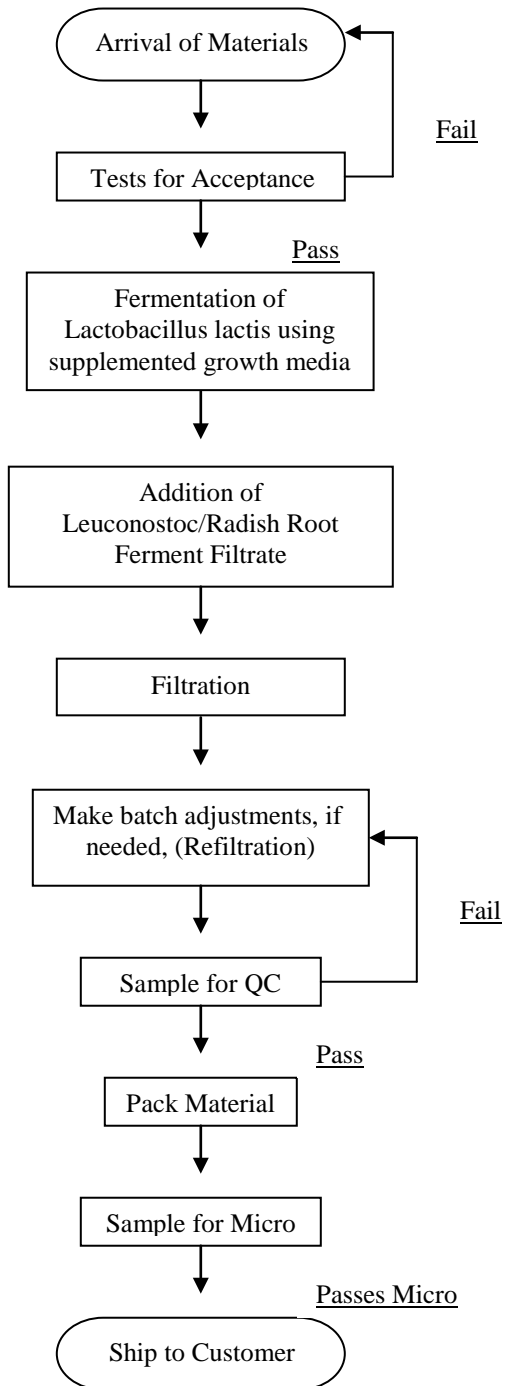 Arrival of Materials
Fail
Tests for Acceptance
Pass
Fermentation of
Lactobacillus lactis using
supplemented growth media
Addition of
Leuconostoc/Radish Root
Ferment Filtrate
Filtration
Make batch adjustments, if
needed, (Refiltration)
Fail
Sample for QC
Pass
Pack Material
Sample for Micro
Passes Micro
Ship to Customer